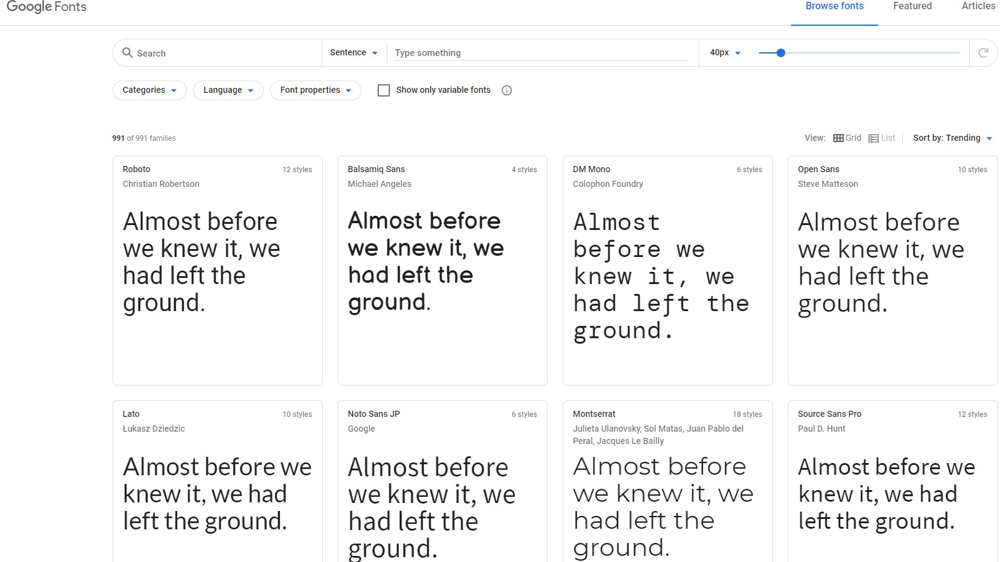 Google Fonts
Browse fonts
Featured
Articles
Search
Sentence
Type something
40px
Categories
Language
Font properties
Show only variable fonts
991 of 991 families
View:
Grid
List
Sort by: Trending
Roboto
12 styles
Christian Robertson
Almost before
we knew it, we
had left the
ground.
Balsamiq Sans
4 styles
Michael Angeles
Almost before
we knew it, we
had left the
ground.
DM Mono
6 styles
Colophon Foundry
Almost
before we
knew it, we
had left the
ground.
Open Sans
10 styles
Steve Matteson
Almost before
we knew it, we
had left the
ground.
Lato
10 styles
Łukasz Dziedzic
Almost before we
knew it, we had
left the ground.
Noto Sans JP
6 styles
Google
Almost before
we knew it, we
had left the
ground.
Montserrat
18 styles
Julieta Ulanovsky, Sol Matas, Juan Pablo del
Peral, Jacques Le Bailly
Almost before
we knew it, we
had left the
ground.
Source Sans Pro
12 styles
Paul D. Hunt
Almost before we
knew it, we had
left the ground.